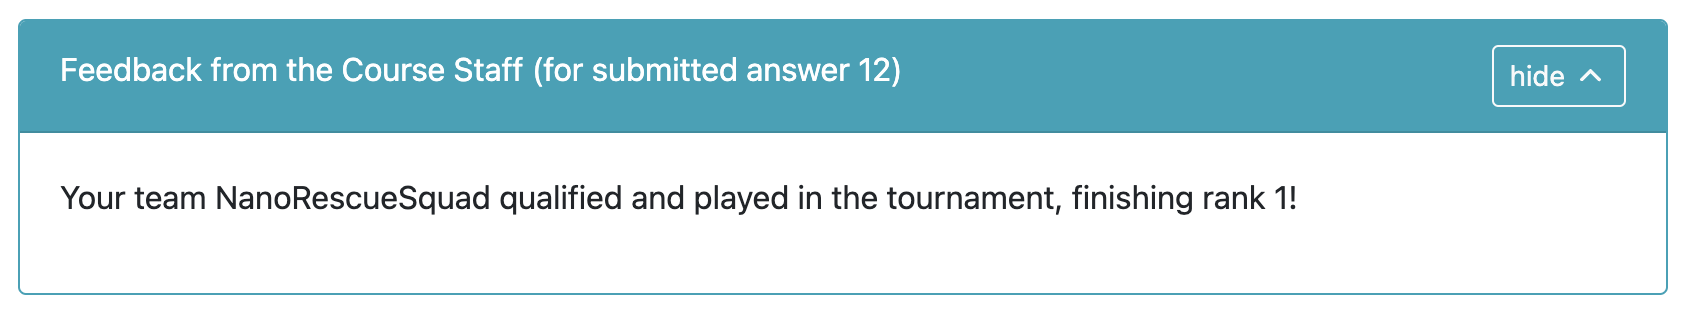 Feedback from the Course Staff (for submitted answer 12)
hide
Your team NanoRescueSquad qualified and played in the tournament, finishing rank 1!